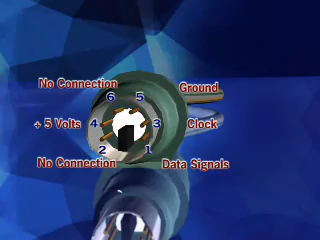 No Connection
Ground
6 5
+ 5 Volts 4 3 Clock
2 1
No Connection
Data Signals